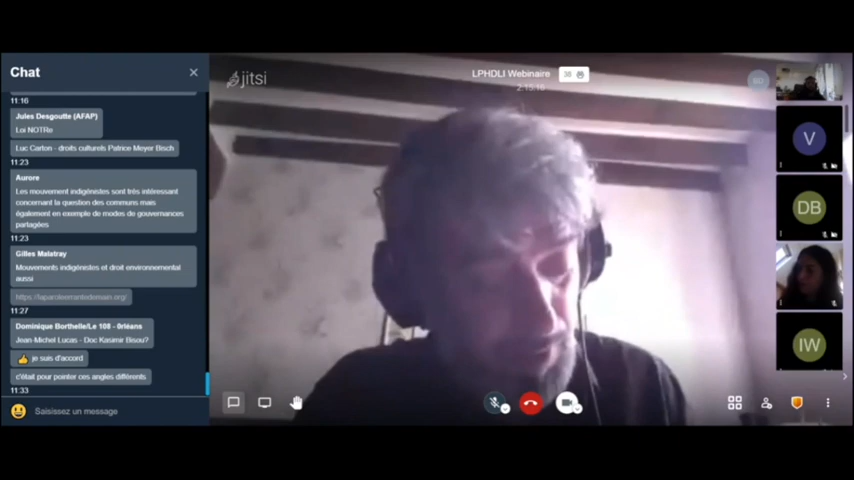 Chat
11:16
Jules Desgoutte (AFAP)
Loi NOTRe
Luc Carton - droits culturels Patrice Meyer Bisch
11:23
Aurore
Les mouvement indigénistes sont très intéressant
concernant la question des communs mais
également en exemple de modes de gouvernances
partagées
11:23
Gilles Malatray
Mouvements indigénistes et droit environnemental
aussi
https://laparoleerrantedemain.org/
11:27
Dominique Borthelle/Le 108 - 0rléans
Jean-Michel Lucas - Doc Kasimir Bisou?
👍 je suis d'accord
c'était pour pointer ces angles différents
11:33
Saisissez un message
jitsi
LPHDLI Webinaire
38
2:15:16
SD
V
DB
IW